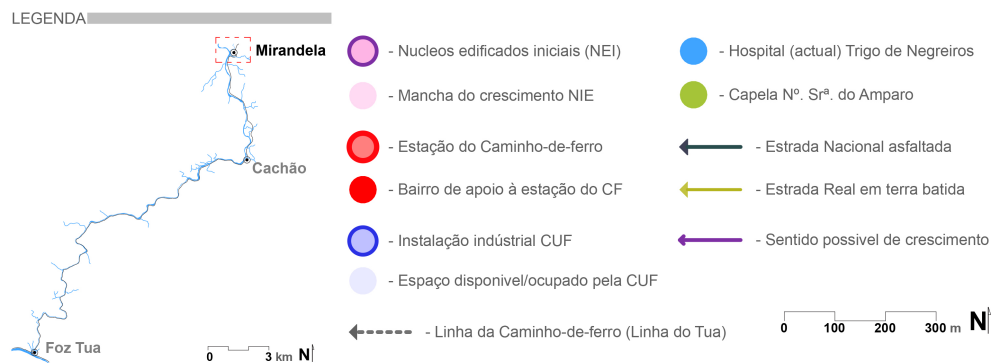 LEGENDA
Mirandela
Cachão
Foz Tua
0 3 km N
- Nucleos edificados iniciais (NEI)
- Mancha do crescimento NIE
- Estação do Caminho-de-ferro
- Bairro de apoio à estação do CF
- Instalação indústrial CUF
- Espaço disponivel/ocupado pela CUF
- Linha da Caminho-de-ferro (Linha do Tua)
- Hospital (actual) Trigo de Negreiros
- Capela Nº. Srª. do Amparo
- Estrada Nacional asfaltada
- Estrada Real em terra batida
- Sentido possivel de crescimento
0 100 200 300 m N